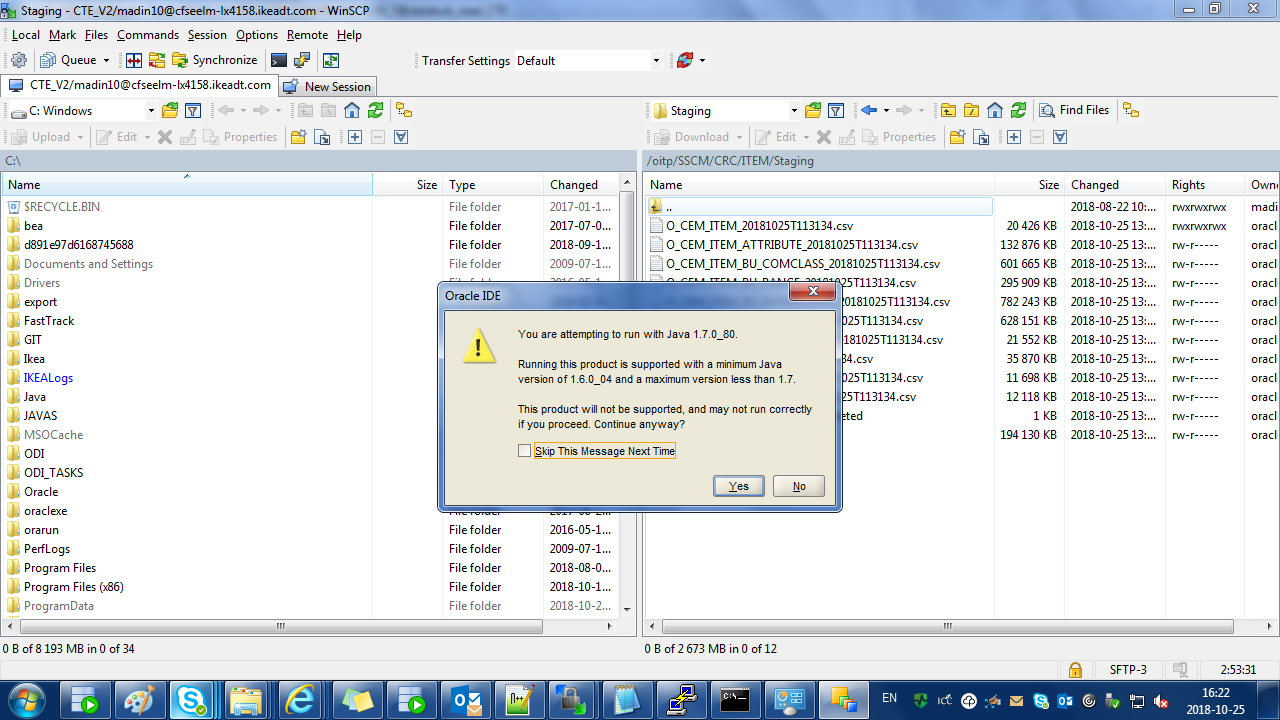 Staging - CTE_V2/madin10@cfseelm-lx4158.ikeadt.com - WinSCP
Local Mark Files Commands Session Options Remote Help
Queue Synchronize Transfer Settings Default
CTE_V2/madin10@cfseelm-lx4158.ikeadt.com New Session
C: Windows
Upload Edit Properties
C:\
Name Size Type Changed
$RECYCLE.BIN File folder 2017-01-1...
bea File folder 2017-07-0...
d891e97d6168745688 File folder 2018-09-1...
Documents and Settings File folder 2009-07-1...
Drivers File folder
export
FastTrack
GIT
Ikea
IKEALogs
Java
JAVAS
MSOCache
ODI
ODI_TASKS
Oracle
oraclexe
orarun File folder 2016-05-1...
PerfLogs File folder 2009-07-1...
Program Files File folder 2018-08-0...
Program Files (x86) File folder 2018-10-1...
ProgramData File folder 2018-10-2...
0 B of 8 193 MB in 0 of 34
Staging Find Files
Download Edit Properties
/oitp/SSCM/CRC/ITEM/Staging
Name Size Changed Rights Owne
.. 2018-08-22 10:... rwxrwxrwx madi
O_CEM_ITEM_20181025T113134.csv 20 426 KB 2018-10-25 13:... rwxrwxrwx oracl
O_CEM_ITEM_ATTRIBUTE_20181025T113134.csv 132 876 KB 2018-10-25 13:... rw-r----- oracl
O_CEM_ITEM_BU_COMCLASS_20181025T113134.csv 601 665 KB 2018-10-25 13:... rw-r----- oracl
O_CEM_ITEM_BU_RANGE_20181025T113134.csv 295 909 KB 2018-10-25 13:... rw-r----- oracl
20181025T113134.csv 782 243 KB 2018-10-25 13:... rw-r----- oracl
025T113134.csv 628 151 KB 2018-10-25 13:... rw-r----- oracl
1025T113134.csv 21 552 KB 2018-10-25 13:... rw-r----- oracl
34.csv 35 870 KB 2018-10-25 13:... rw-r----- oracl
025T113134.csv 11 698 KB 2018-10-25 13:... rw-r----- oracl
5T113134.csv 12 118 KB 2018-10-25 13:... rw-r----- oracl
eted 1 KB 2018-10-25 13:... rw-r----- oracl
194 130 KB 2018-10-25 13:... rw-r----- oracl
0 B of 2 673 MB in 0 of 12
Oracle IDE
You are attempting to run with Java 1.7.0_80.
Running this product is supported with a minimum Java
version of 1.6.0_04 and a maximum version less than 1.7.
This product will not be supported, and may not run correctly
if you proceed. Continue anyway?
Skip This Message Next Time
Yes No
SFTP-3 2:53:31
EN 16:22
2018-10-25